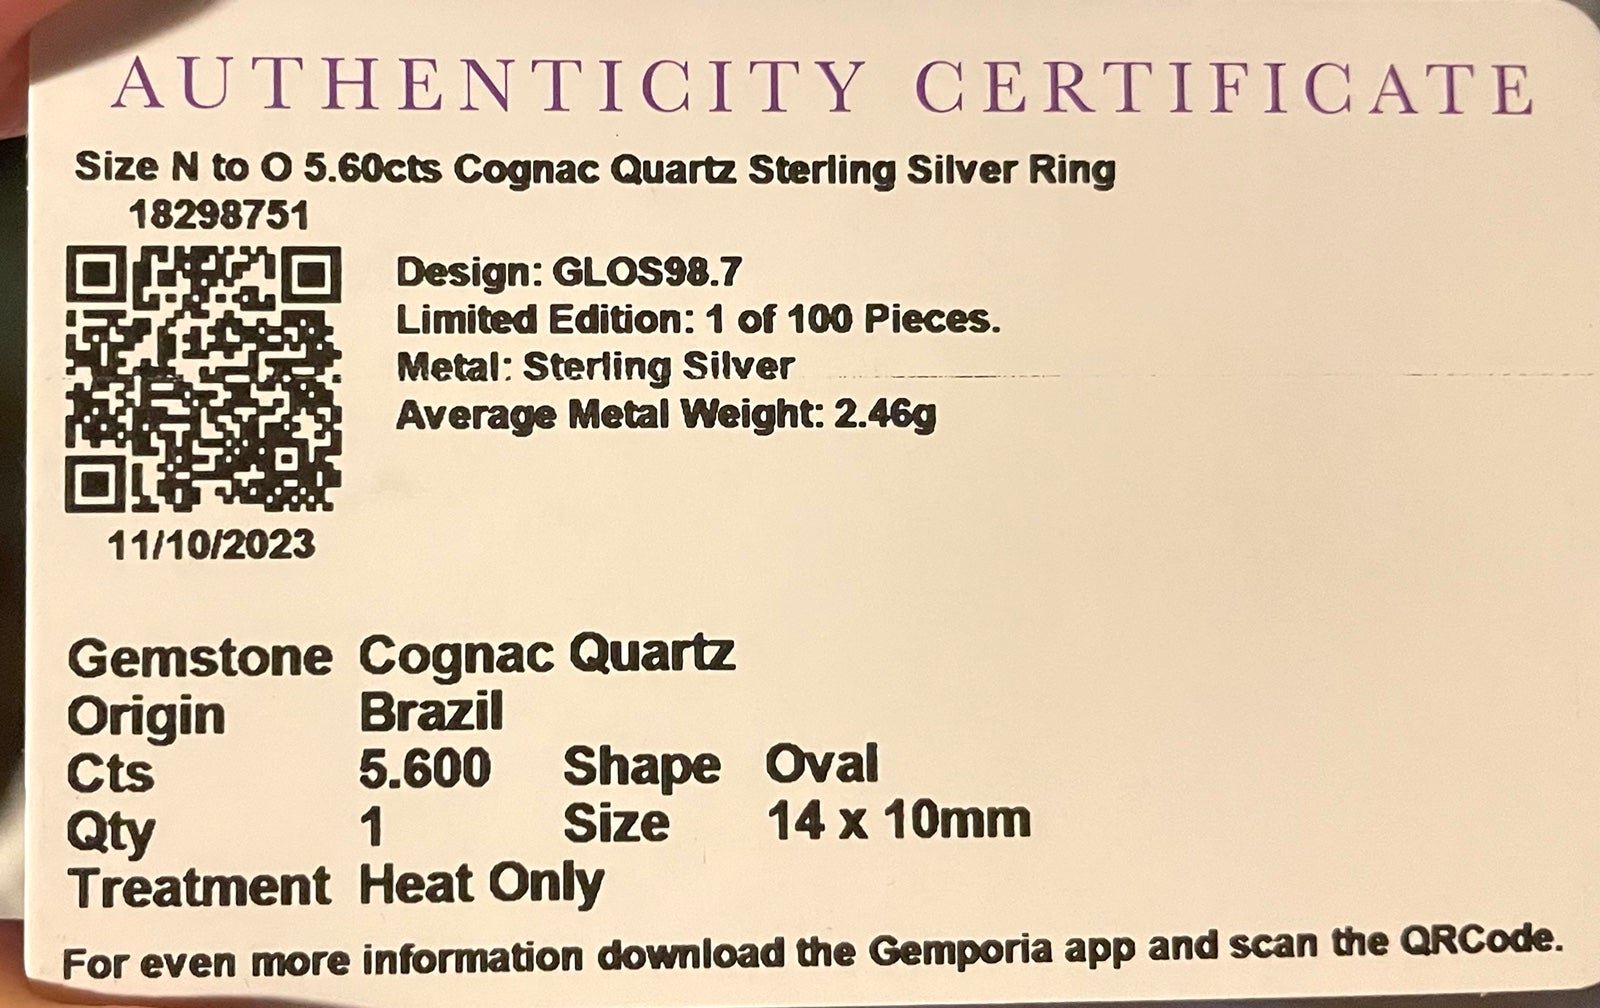 AUTHENTICITY CERTIFICATE
Size N to O 5.60cts Cognac Quartz Sterling Silver Ring
18298751
Design: GLOS98.7
Limited Edition: 1 of 100 Pieces.
Metal: Sterling Silver
Average Metal Weight: 2.46g
11/10/2023
Gemstone Cognac Quartz
Origin Brazil
Cts 5.600 Shape Oval
Qty 1 Size 14 x 10mm
Treatment Heat Only
For even more information download the Gemporia app and scan the QRCode.